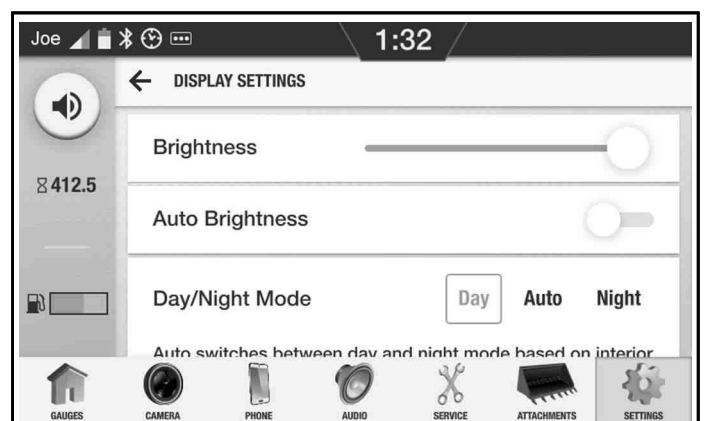 Joe
1:32
DISPLAY SETTINGS
Brightness
412.5
Auto Brightness
Day/Night Mode Day Auto Night
Auto switches between day and night mode based on interior
GAUGES CAMERA PHONE AUDIO SERVICE ATTACHMENTS SETTINGS